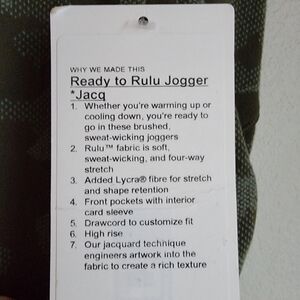 WHY WE MADE THIS
Ready to Rulu Jogger
*Jacq
1. Whether you're warming up or
cooling down, you're ready to
go in these brushed,
sweat-wicking joggers
2. Rulu™ fabric is soft,
sweat-wicking, and four-way
stretch
3. Added Lycra® fibre for stretch
and shape retention
4. Front pockets with interior
card sleeve
5. Drawcord to customize fit
6. High rise
7. Our jacquard technique
engineers artwork into the
fabric to create a rich texture